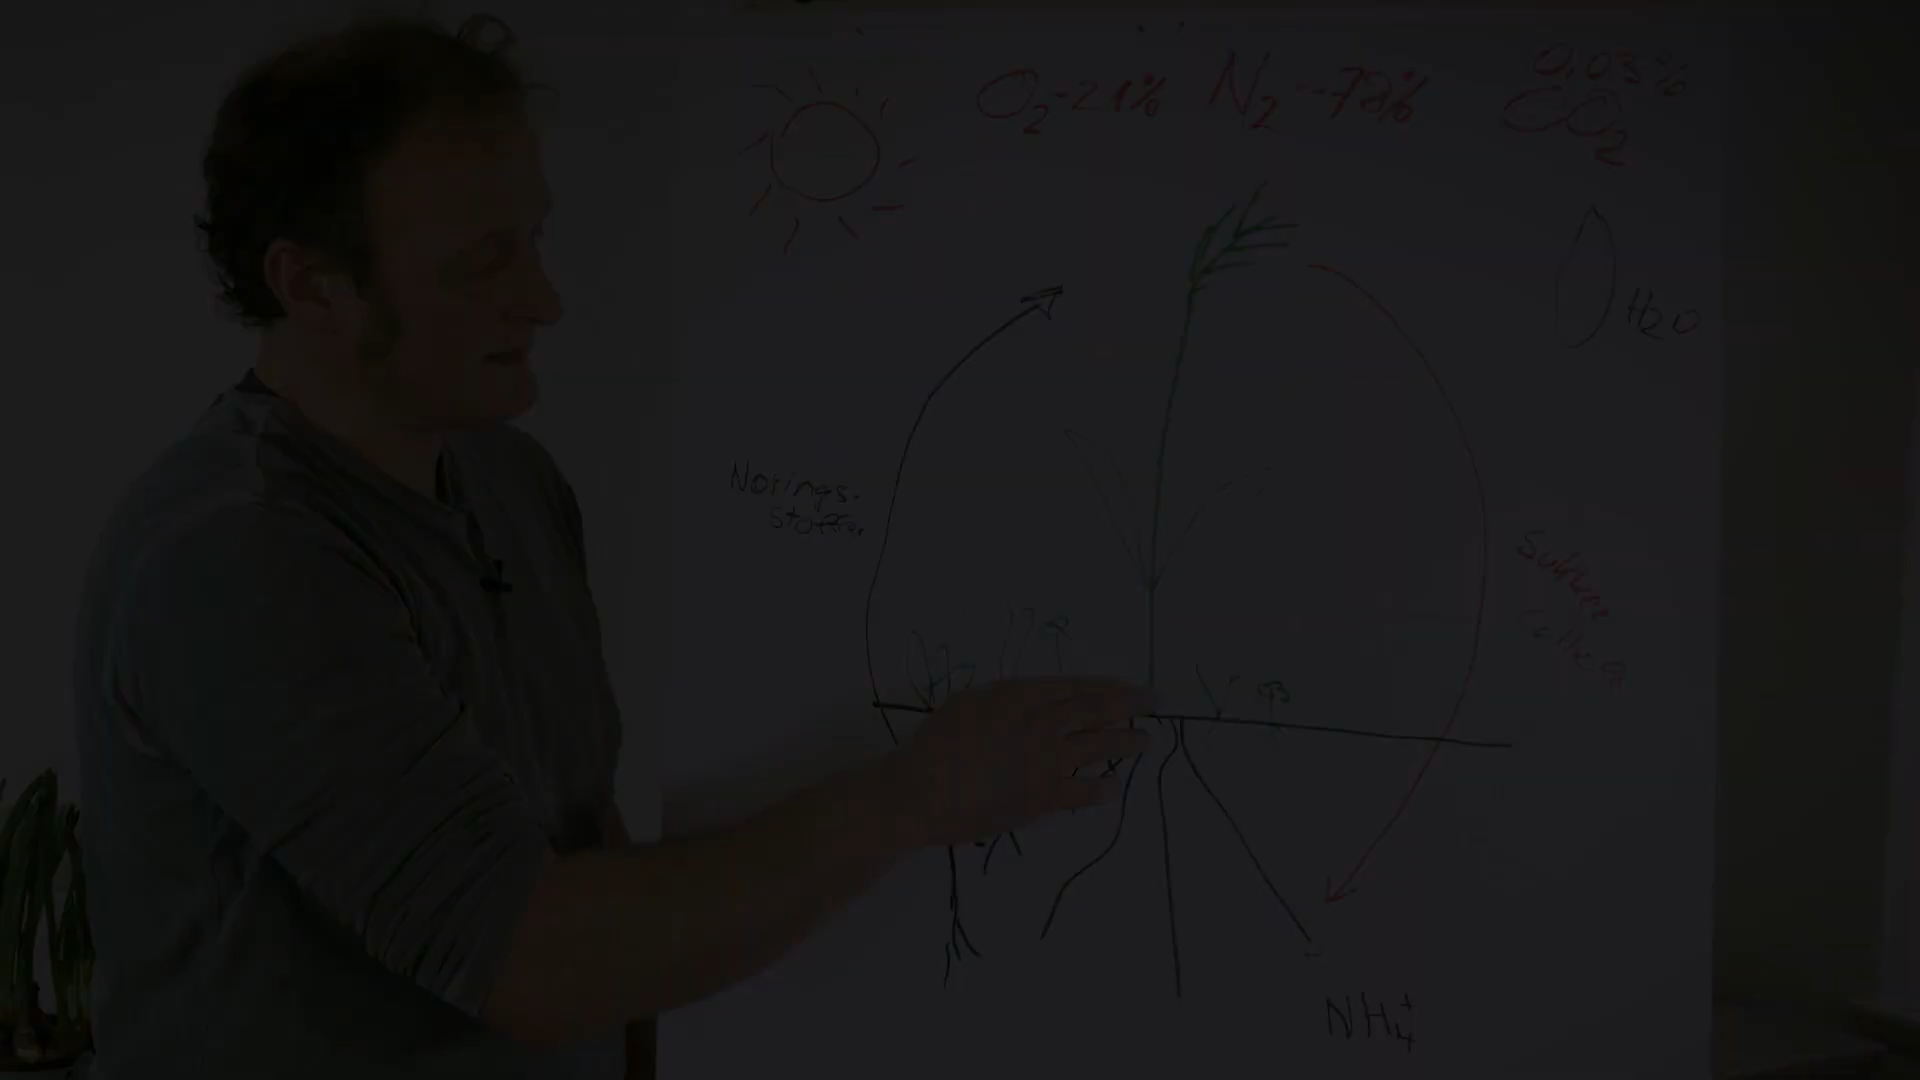 O₂-21% N₂-78% 0,03%
CO₂
H₂O
Nærings-
stoffer
NH₄⁺